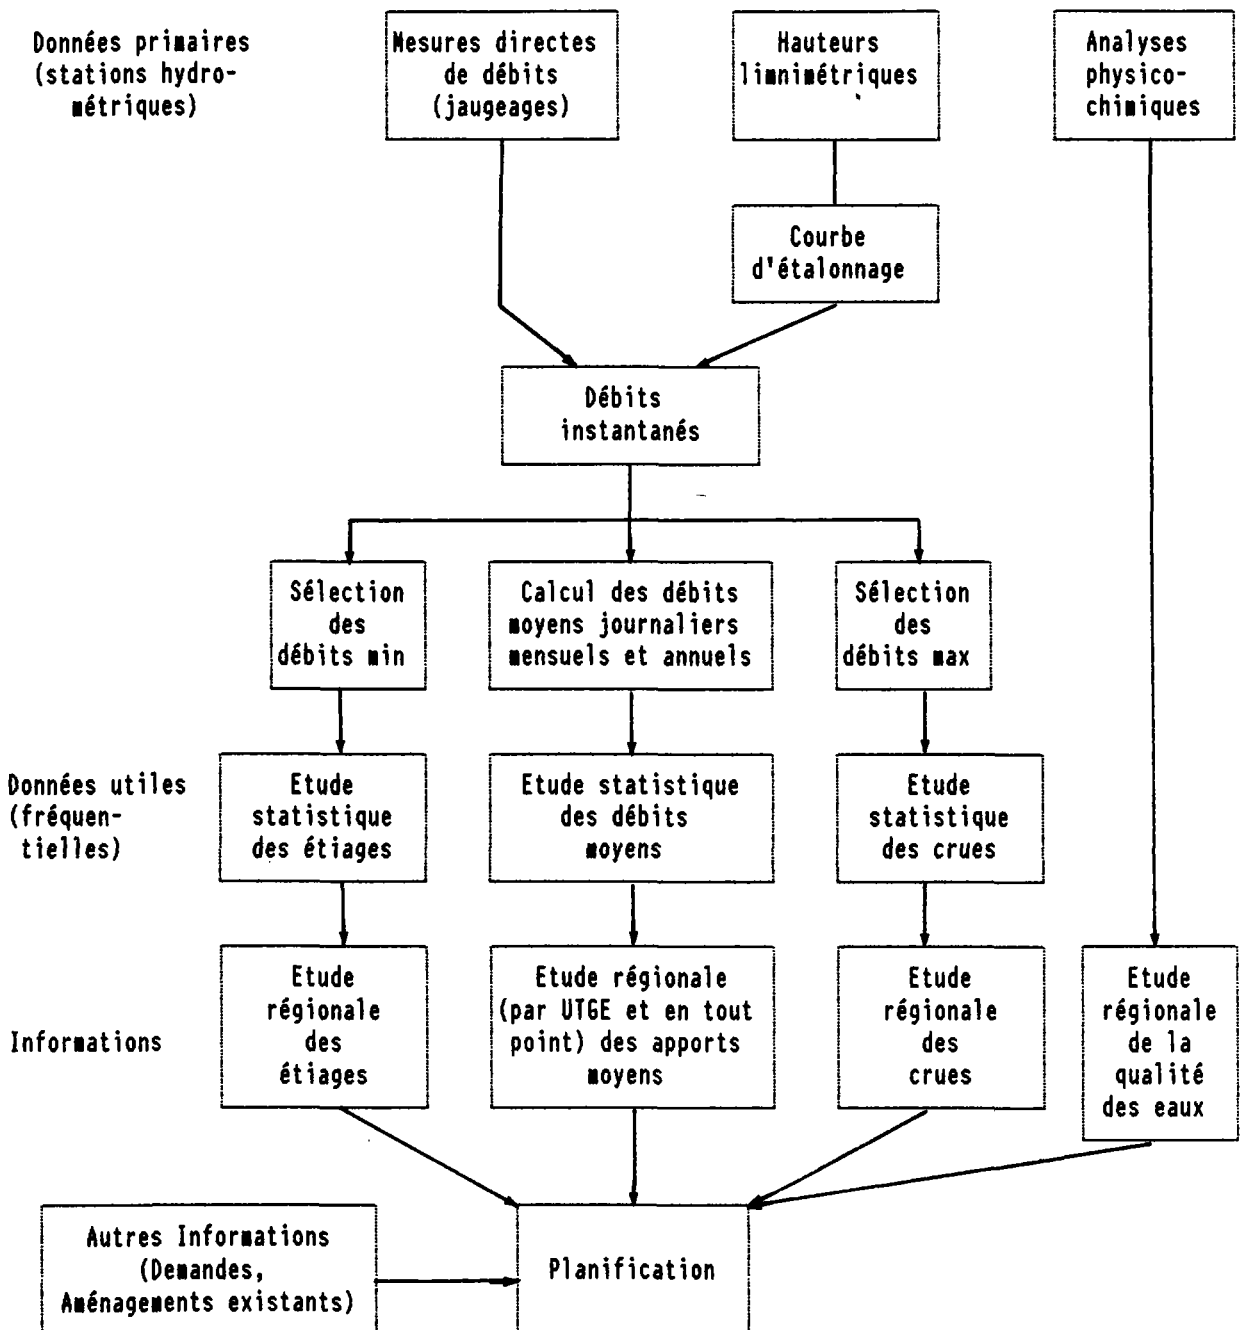 Données primaires
(stations hydro-
métriques)
Mesures directes
de débits
(jaugeages)
Hauteurs
limnimétriques
Analyses
physico-
chimiques
Courbe
d'étalonnage
Débits
instantanés
Sélection
des
débits min
Calcul des débits
moyens journaliers
mensuels et annuels
Sélection
des
débits max
Données utiles
(fréquen-
tielles)
Etude
statistique
des étiages
Etude statistique
des débits
moyens
Etude
statistique
des crues
Informations
Etude
régionale
des
étiages
Etude régionale
(par UTGE et en tout
point) des apports
moyens
Etude
régionale
des
crues
Etude
régionale
de la
qualité
des eaux
Autres Informations
(Demandes,
Aménagements existants)
Planification